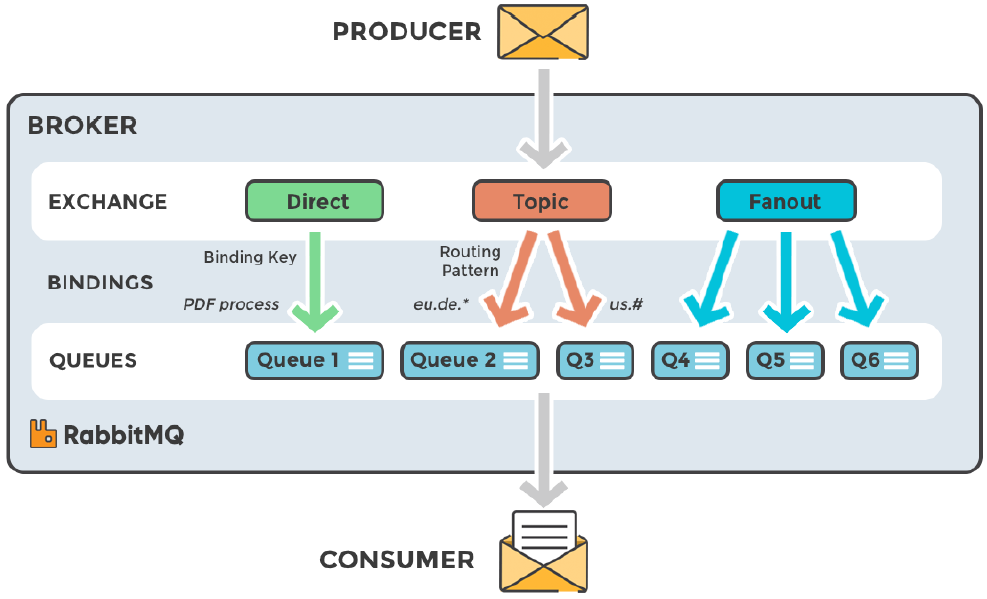 PRODUCER
BROKER
EXCHANGE
Direct
Topic
Fanout
Binding Key
Routing
Pattern
BINDINGS
PDF process
eu.de.*
us.#
QUEUES
Queue 1
Queue 2
Q3
Q4
Q5
Q6
RabbitMQ
CONSUMER